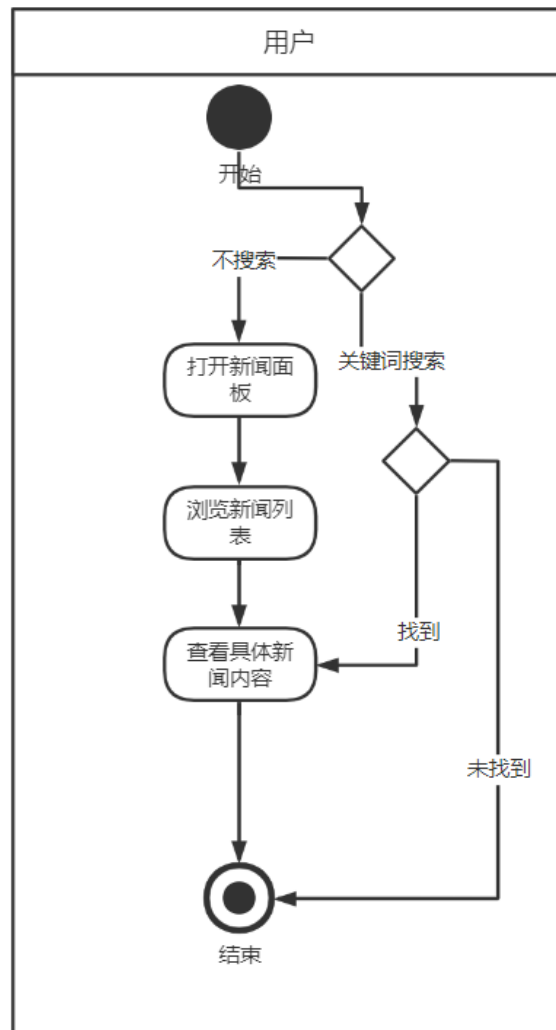 用户
开始
不搜索
打开新闻面
板
关键词搜索
浏览新闻列
表
找到
查看具体新
闻内容
未找到
结束